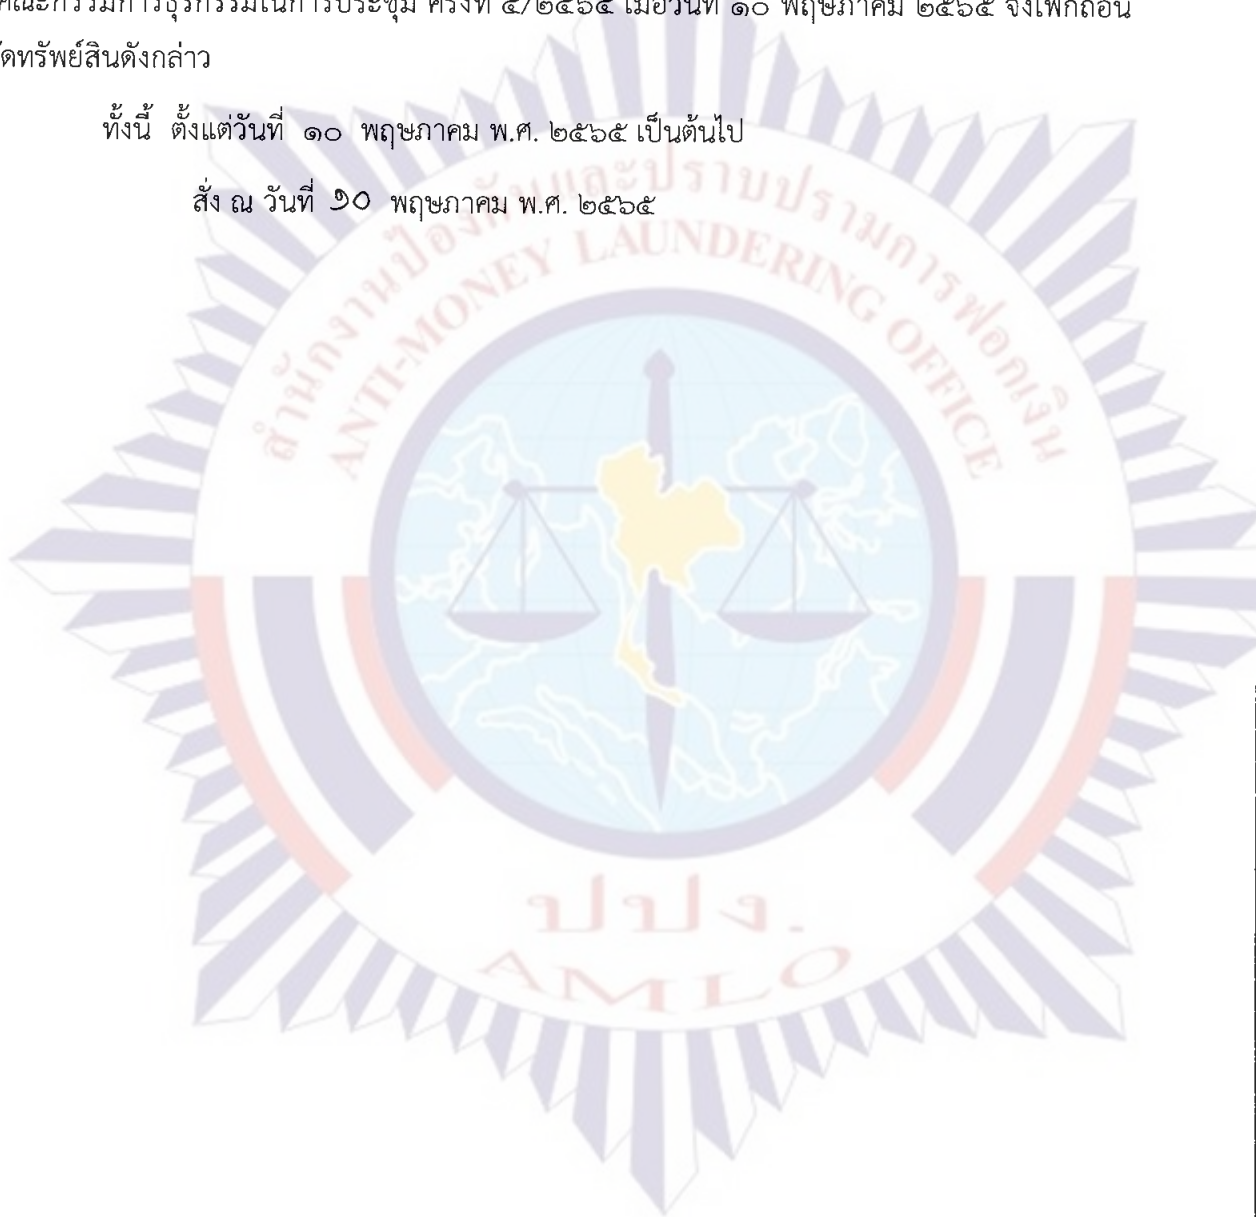 คณะกรรมการธุรกรรมในการประชุม ครั้งที่ ๕/๒๕๖๕ เมื่อวันที่ ๑๐ พฤษภาคม ๒๕๖๕ จึงเพิกถอน
ทรัพย์สินดังกล่าว
ทั้งนี้ ตั้งแต่วันที่ ๑๐ พฤษภาคม พ.ศ. ๒๕๖๕ เป็นต้นไป
สั่ง ณ วันที่ ๑๐ พฤษภาคม พ.ศ. ๒๕๖๕
สำนักงานป้องกันและปราบปรามการฟอกเงิน
ANTI-MONEY LAUNDERING OFFICE
ปปง.
AMLO